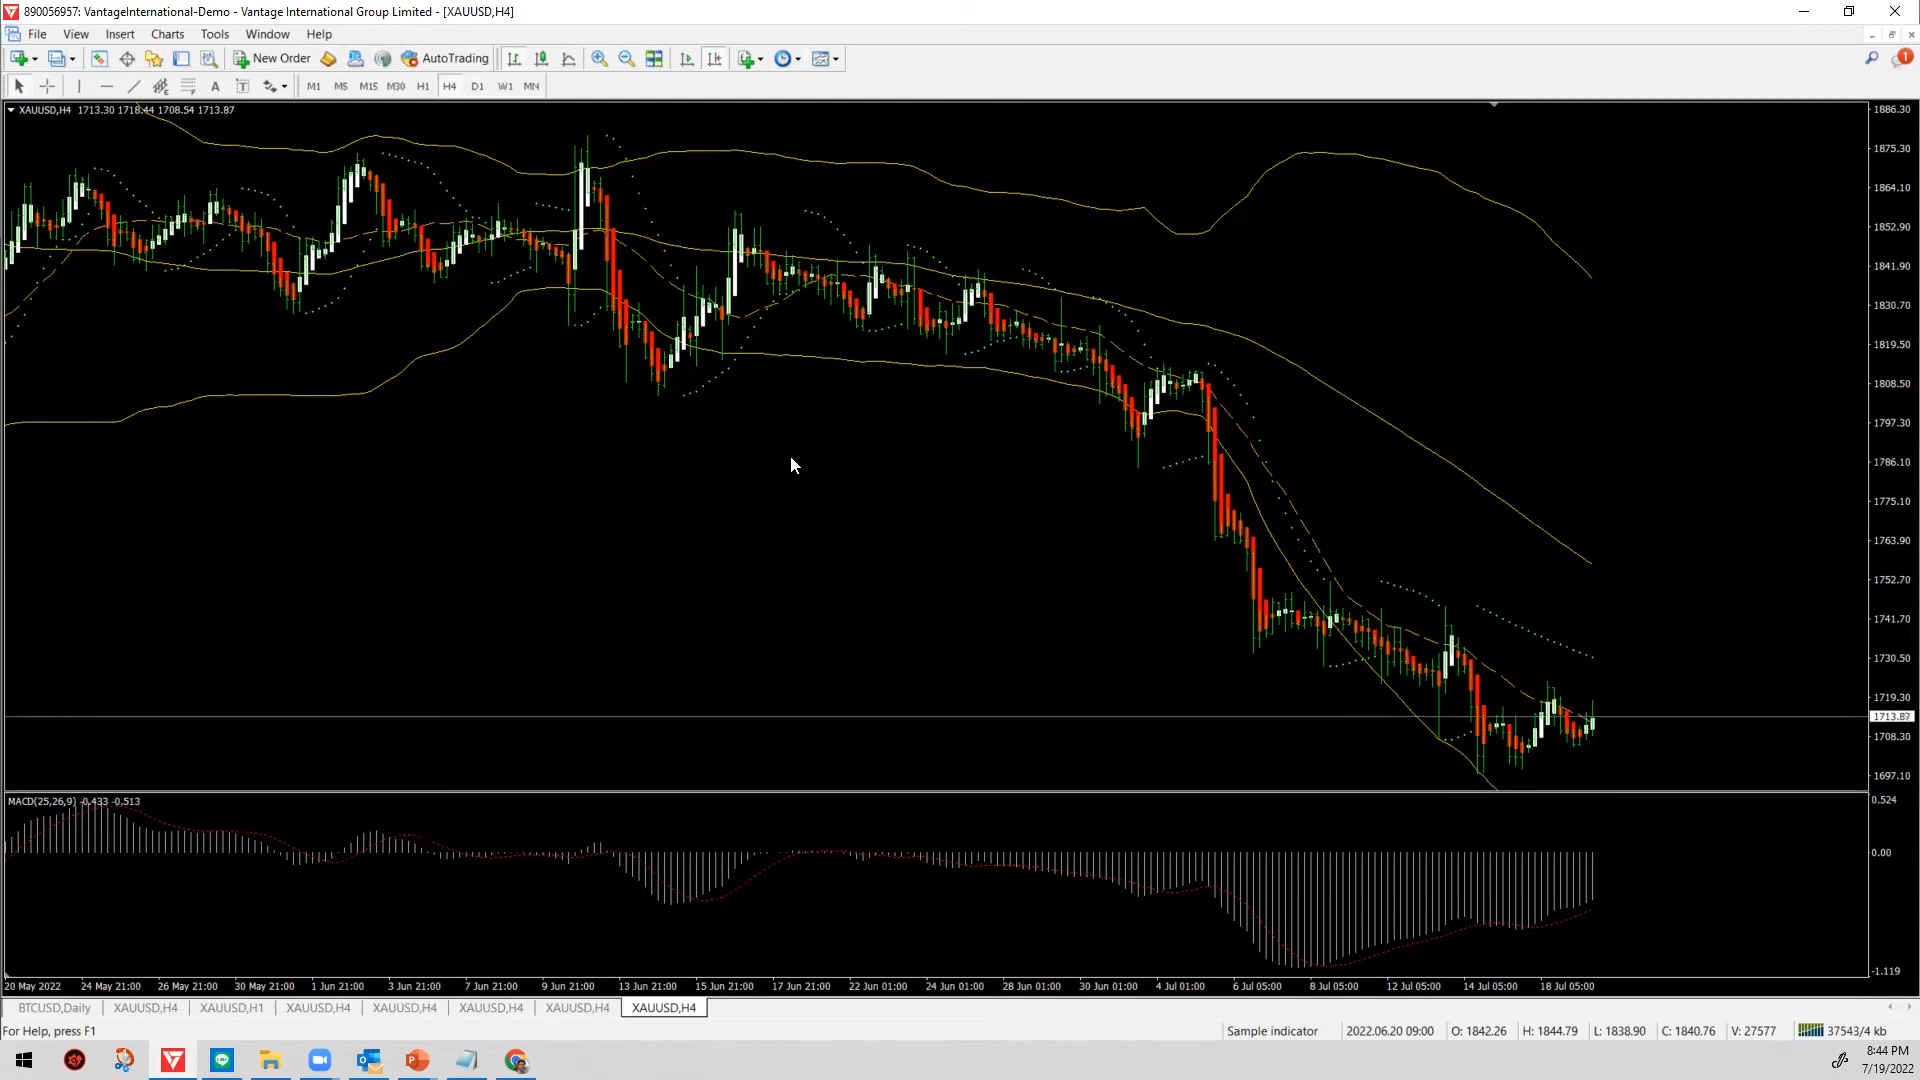 890056957: VantageInternational-Demo - Vantage International Group Limited - [XAUUSD,H4]
File View Insert Charts Tools Window Help
New Order AutoTrading 1
A T M1 M5 M15 M30 H1 H4 D1 W1 MN
XAUUSD,H4 1713.30 1718.44 1708.54 1713.87
1886.30
1875.30
1864.10
1852.90
1841.90
1830.70
1819.50
1808.50
1797.30
1786.10
1775.10
1763.90
1752.70
1741.70
1730.50
1719.30
1713.87
1708.30
1697.10
MACD(25,26,9) -0.433 -0.513
0.524
0.00
-1.119
20 May 2022 24 May 21:00 26 May 21:00 30 May 21:00 1 Jun 21:00 3 Jun 21:00 7 Jun 21:00 9 Jun 21:00 13 Jun 21:00 15 Jun 21:00 17 Jun 21:00 22 Jun 01:00 24 Jun 01:00 28 Jun 01:00 30 Jun 01:00 4 Jul 01:00 6 Jul 05:00 8 Jul 05:00 12 Jul 05:00 14 Jul 05:00 18 Jul 05:00
BTCUSD,Daily XAUUSD,H4 XAUUSD,H1 XAUUSD,H4 XAUUSD,H4 XAUUSD,H4 XAUUSD,H4 XAUUSD,H4
For Help, press F1 Sample indicator 2022.06.20 09:00 O: 1842.26 H: 1844.79 L: 1838.90 C: 1840.76 V: 27577 37543/4 kb
8:44 PM
7/19/2022